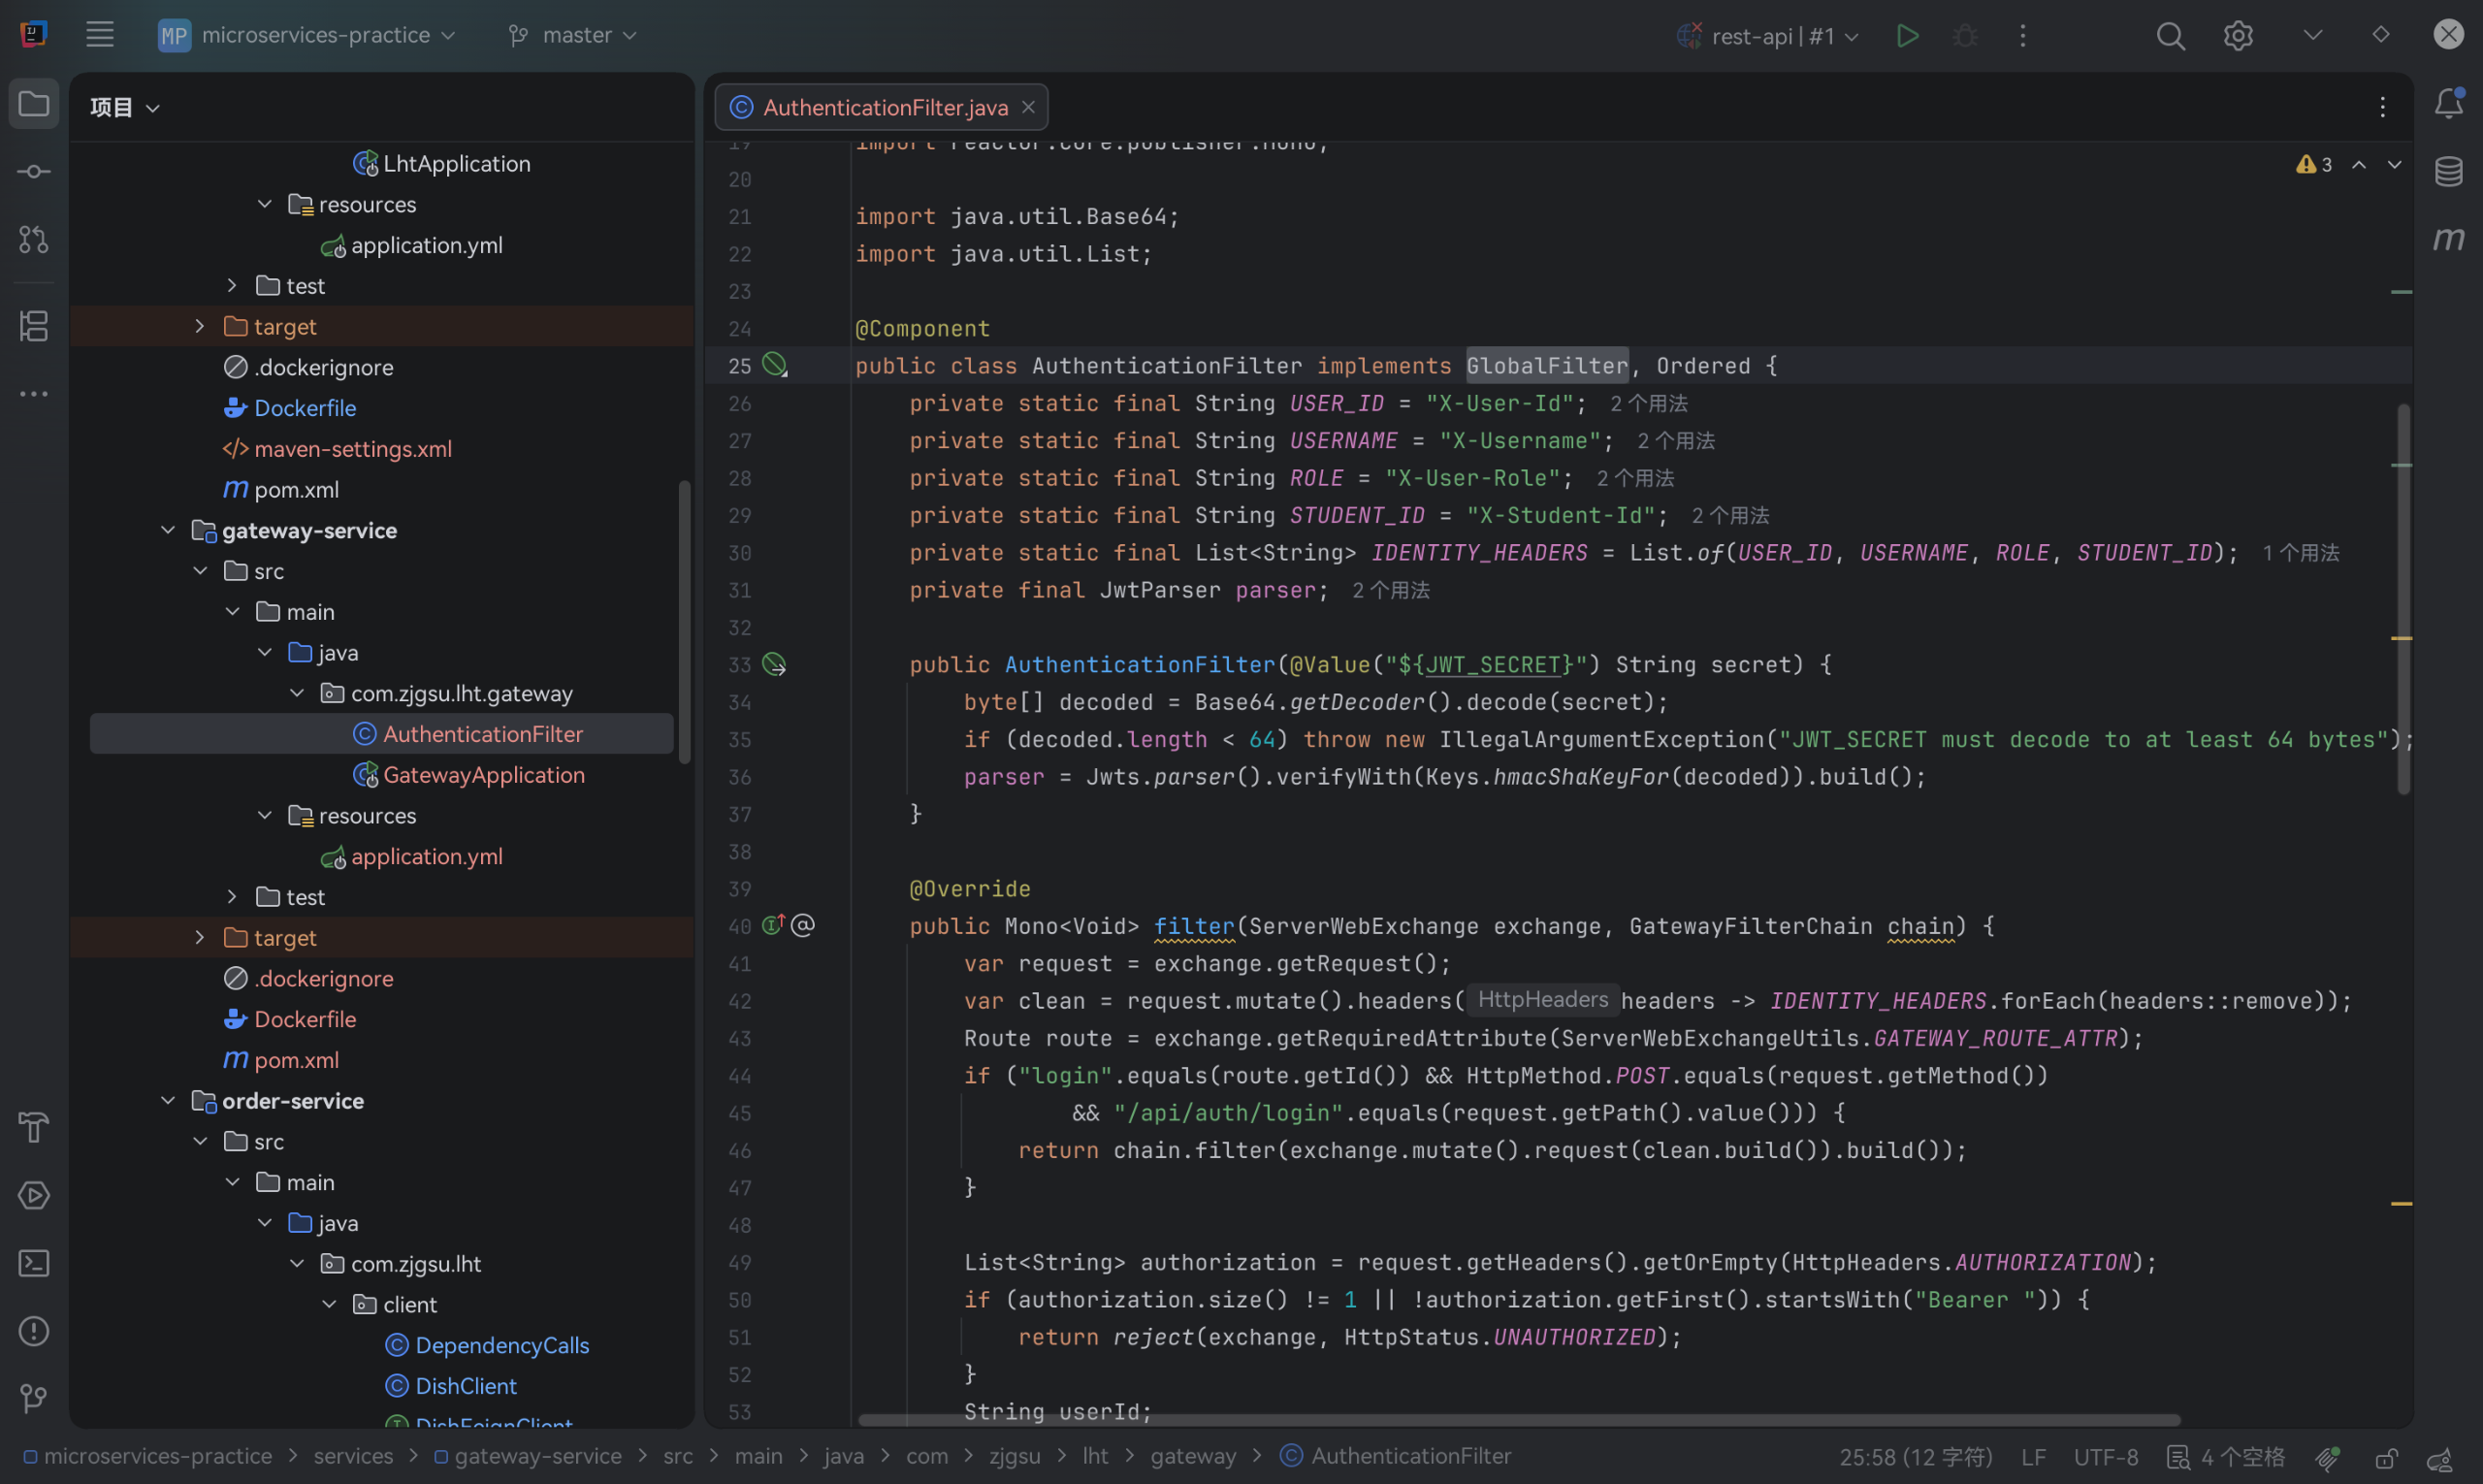 MP microservices-practice
master
rest-api | #1
项目
LhtApplication
resources
application.yml
test
target
.dockerignore
Dockerfile
maven-settings.xml
pom.xml
gateway-service
src
main
java
com.zjgsu.lht.gateway
AuthenticationFilter
GatewayApplication
resources
application.yml
test
target
.dockerignore
Dockerfile
pom.xml
order-service
src
main
java
com.zjgsu.lht
client
DependencyCalls
DishClient
DishFeignClient
AuthenticationFilter.java
3
19 import reactor.core.publisher.Mono;
20
21 import java.util.Base64;
22 import java.util.List;
23
24 @Component
25 public class AuthenticationFilter implements GlobalFilter, Ordered {
26 private static final String USER_ID = "X-User-Id"; 2 个用法
27 private static final String USERNAME = "X-Username"; 2 个用法
28 private static final String ROLE = "X-User-Role"; 2 个用法
29 private static final String STUDENT_ID = "X-Student-Id"; 2 个用法
30 private static final List<String> IDENTITY_HEADERS = List.of(USER_ID, USERNAME, ROLE, STUDENT_ID); 1 个用法
31 private final JwtParser parser; 2 个用法
32
33 public AuthenticationFilter(@Value("${JWT_SECRET}") String secret) {
34 byte[] decoded = Base64.getDecoder().decode(secret);
35 if (decoded.length < 64) throw new IllegalArgumentException("JWT_SECRET must decode to at least 64 bytes");
36 parser = Jwts.parser().verifyWith(Keys.hmacShaKeyFor(decoded)).build();
37 }
38
39 @Override
40 public Mono<Void> filter(ServerWebExchange exchange, GatewayFilterChain chain) {
41 var request = exchange.getRequest();
42 var clean = request.mutate().headers( HttpHeaders headers -> IDENTITY_HEADERS.forEach(headers::remove));
43 Route route = exchange.getRequiredAttribute(ServerWebExchangeUtils.GATEWAY_ROUTE_ATTR);
44 if ("login".equals(route.getId()) && HttpMethod.POST.equals(request.getMethod())
45 && "/api/auth/login".equals(request.getPath().value())) {
46 return chain.filter(exchange.mutate().request(clean.build()).build());
47 }
48
49 List<String> authorization = request.getHeaders().getOrEmpty(HttpHeaders.AUTHORIZATION);
50 if (authorization.size() != 1 || !authorization.getFirst().startsWith("Bearer ")) {
51 return reject(exchange, HttpStatus.UNAUTHORIZED);
52 }
53 String userId;
microservices-practice > services > gateway-service > src > main > java > com > zjgsu > lht > gateway > AuthenticationFilter
25:58 (12 字符) LF UTF-8 4 个空格